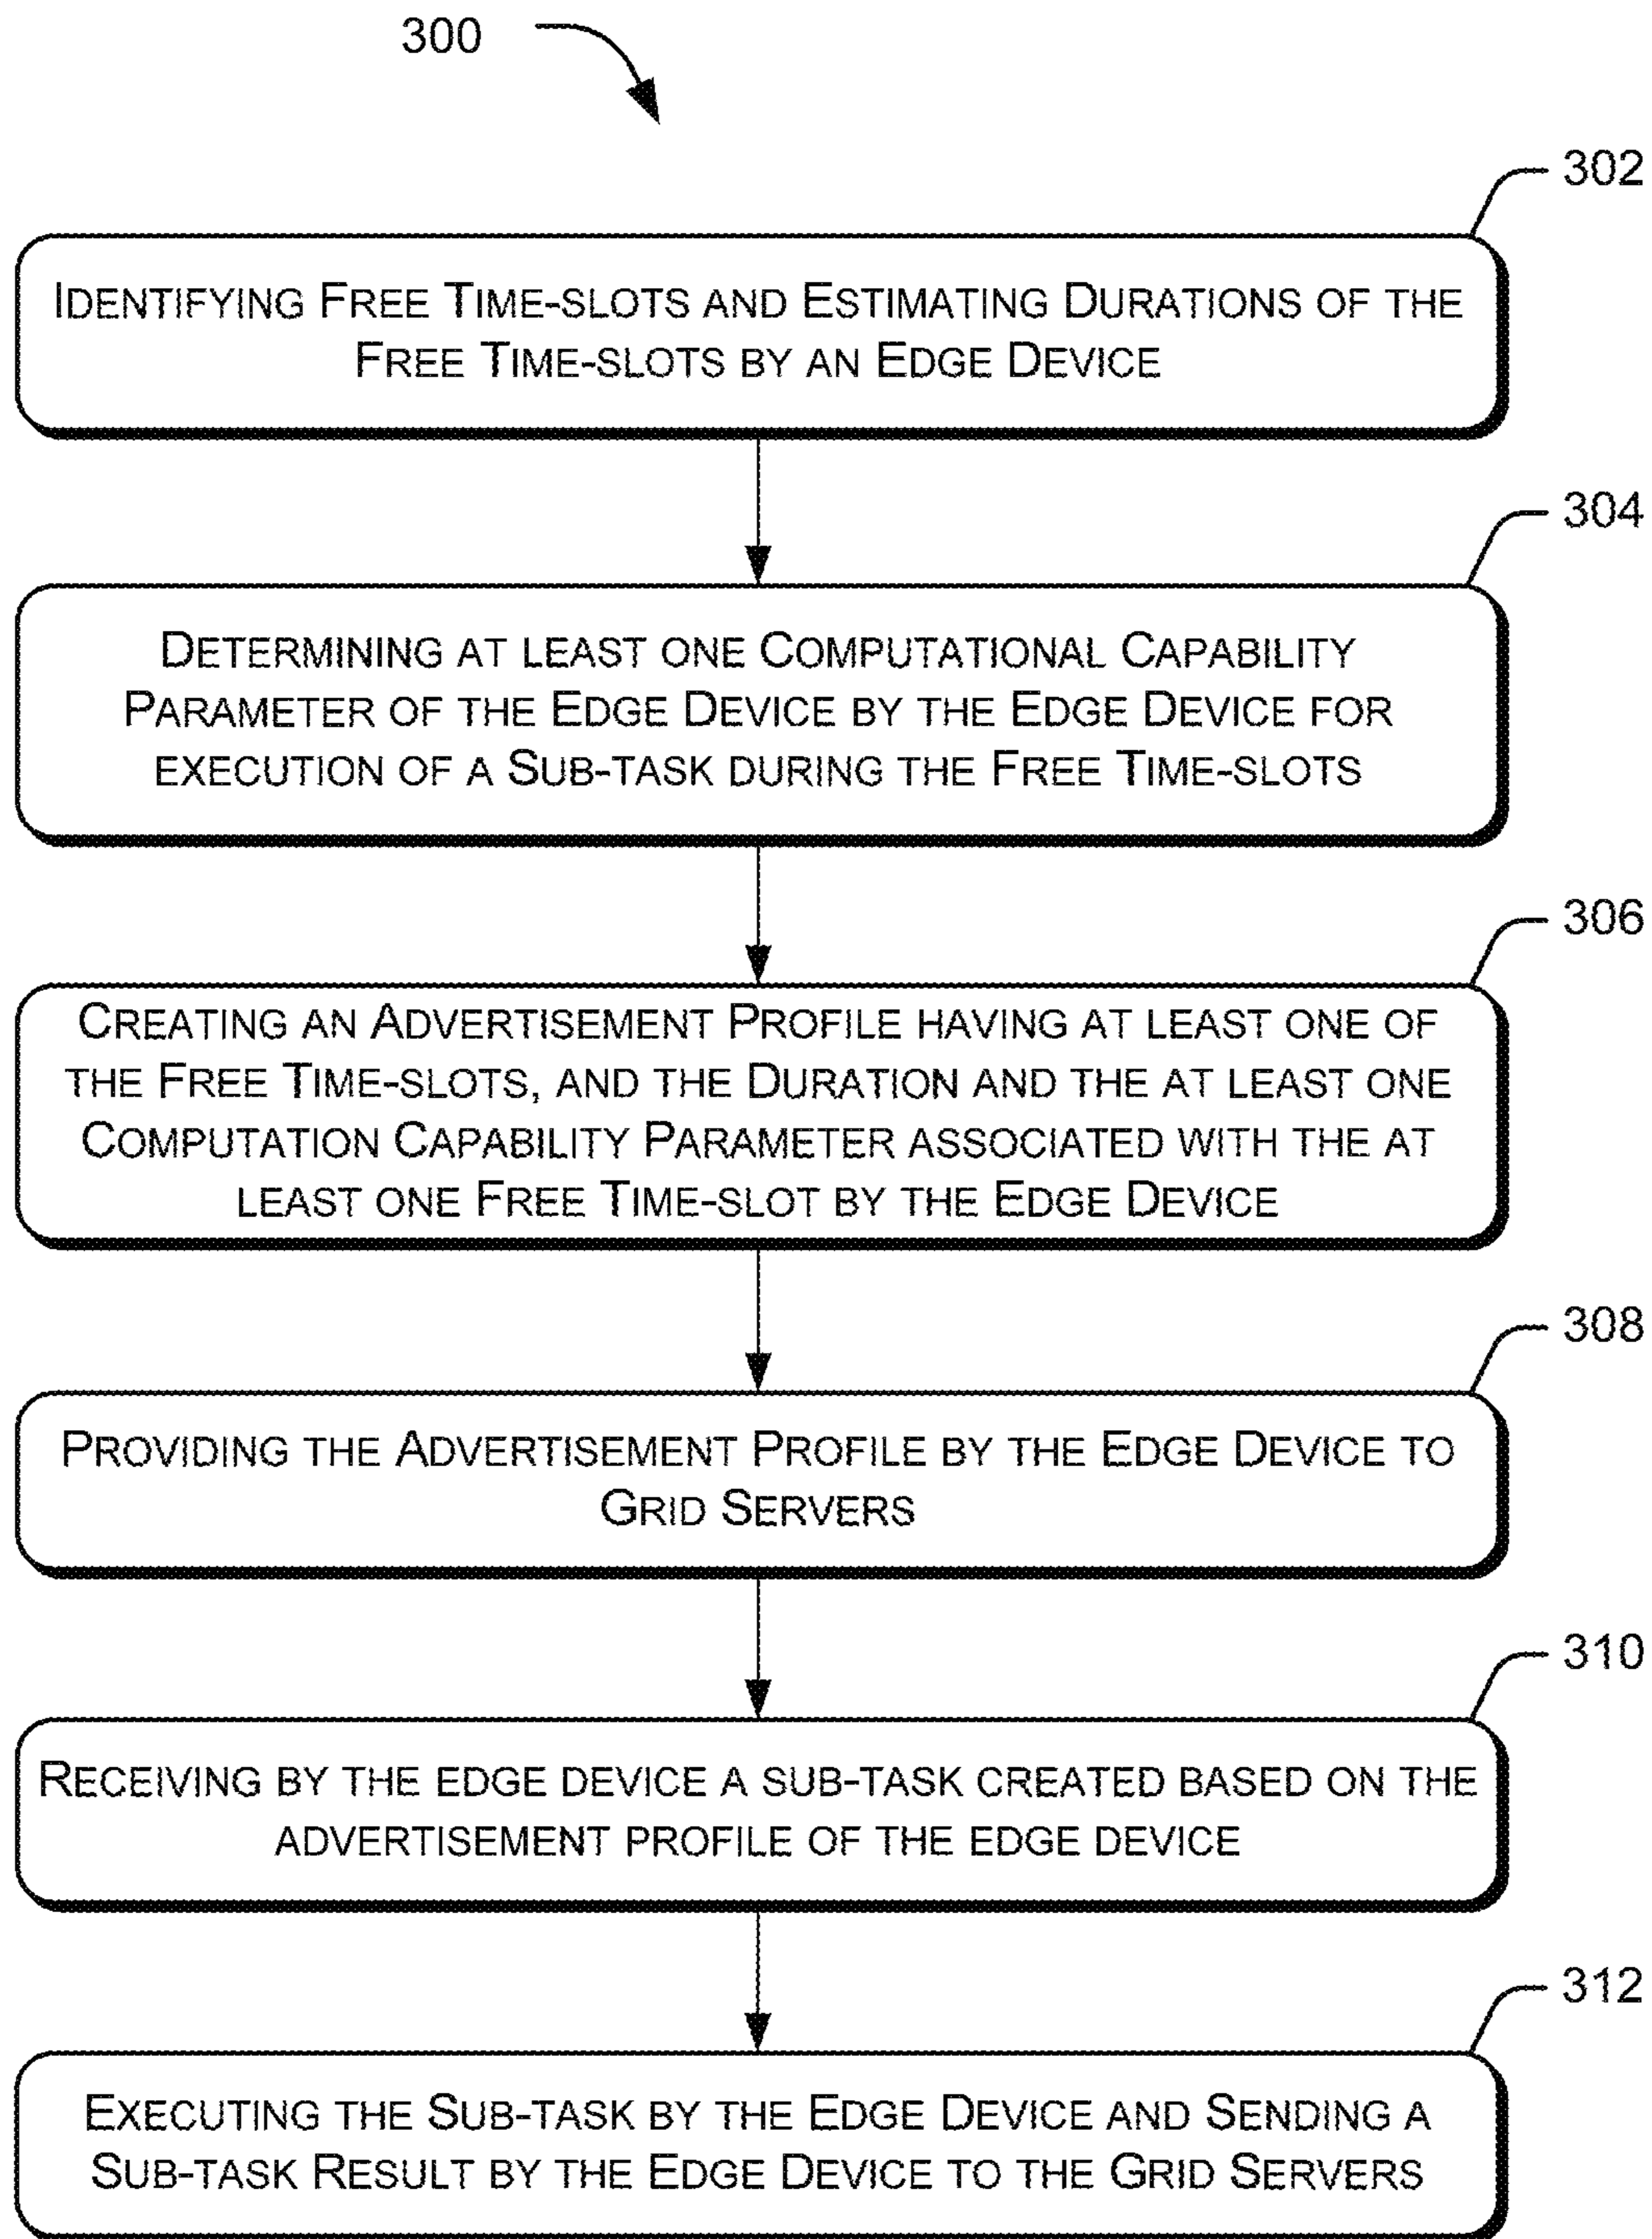 300
302
IDENTIFYING FREE TIME-SLOTS AND ESTIMATING DURATIONS OF THE
FREE TIME-SLOTS BY AN EDGE DEVICE
304
DETERMINING AT LEAST ONE COMPUTATIONAL CAPABILITY
PARAMETER OF THE EDGE DEVICE BY THE EDGE DEVICE FOR
EXECUTION OF A SUB-TASK DURING THE FREE TIME-SLOTS
306
CREATING AN ADVERTISEMENT PROFILE HAVING AT LEAST ONE OF
THE FREE TIME-SLOTS, AND THE DURATION AND THE AT LEAST ONE
COMPUTATION CAPABILITY PARAMETER ASSOCIATED WITH THE AT
LEAST ONE FREE TIME-SLOT BY THE EDGE DEVICE
308
PROVIDING THE ADVERTISEMENT PROFILE BY THE EDGE DEVICE TO
GRID SERVERS
310
RECEIVING BY THE EDGE DEVICE A SUB-TASK CREATED BASED ON THE
ADVERTISEMENT PROFILE OF THE EDGE DEVICE
312
EXECUTING THE SUB-TASK BY THE EDGE DEVICE AND SENDING A
SUB-TASK RESULT BY THE EDGE DEVICE TO THE GRID SERVERS